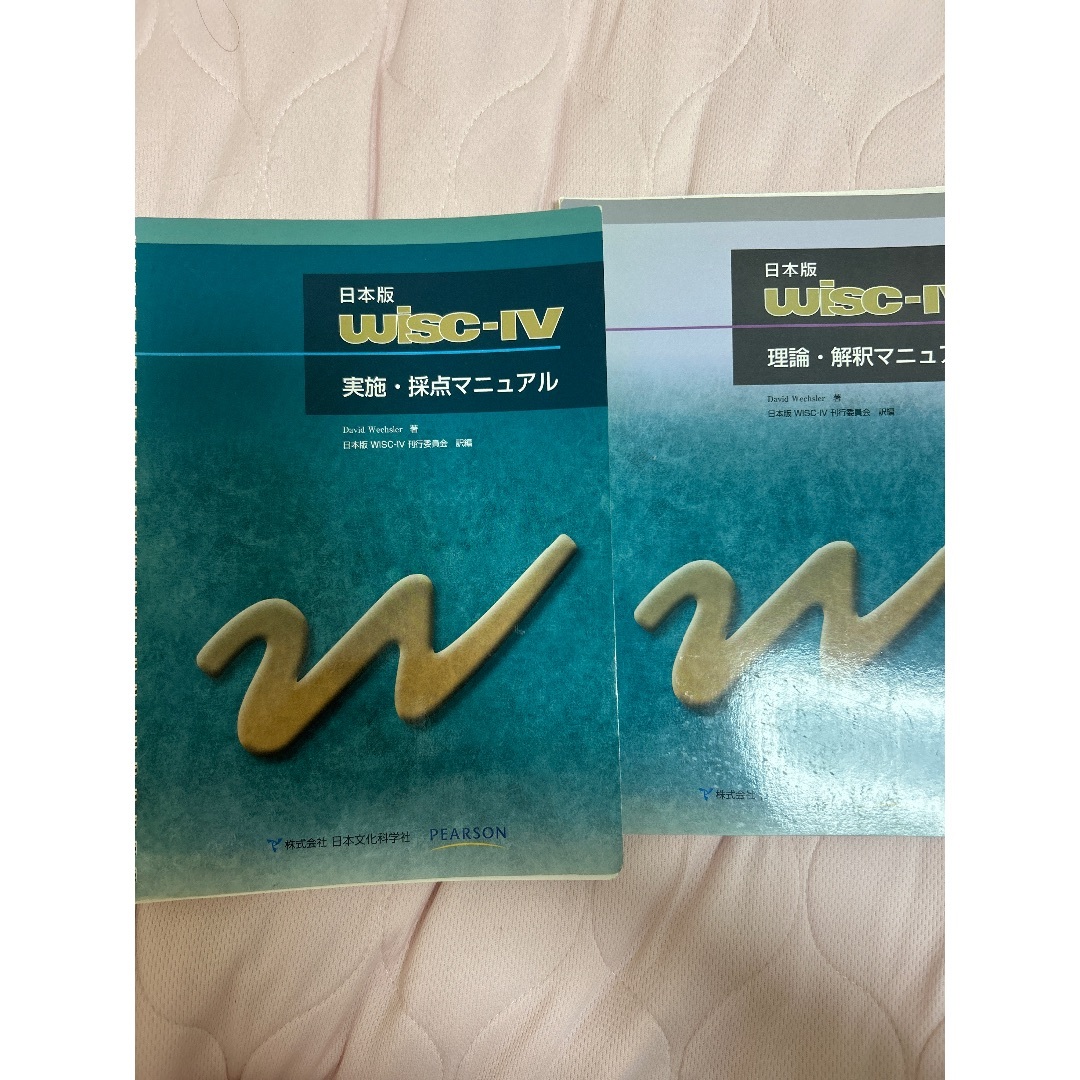 日本版
WISC-IV
実施・採点マニュアル
David Wechsler 著
日本版 WISC-IV 刊行委員会 訳編
株式会社 日本文化科学社
PEARSON
日本版
WISC-IV
理論・解釈マニュア
David Wechsler 著
日本版 WISC-IV 刊行委員会 訳編
株式会社